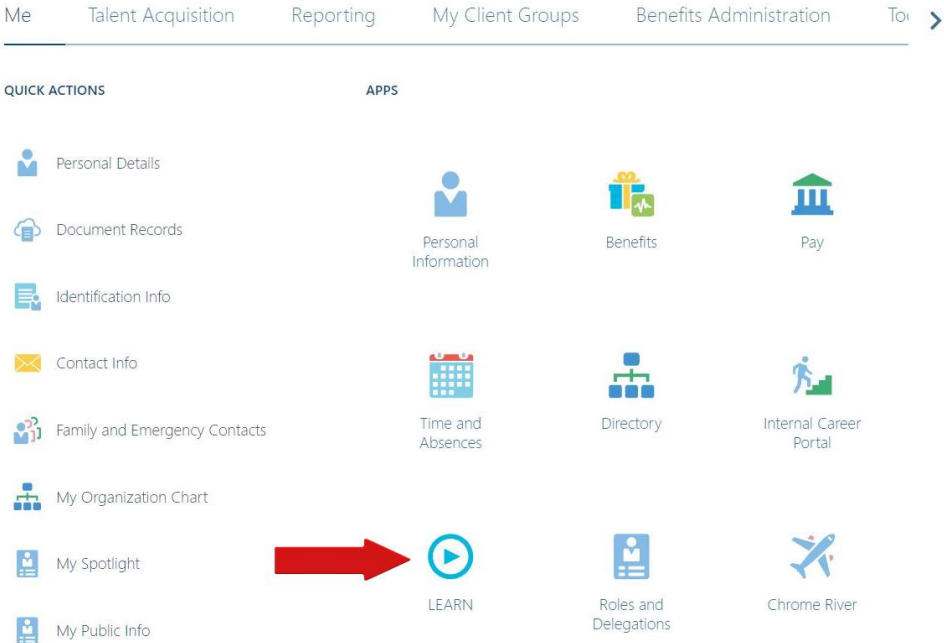 Me Talent Acquisition Reporting My Client Groups Benefits Administration
QUICK ACTIONS
Personal Details
Document Records
Identification Info
Contact Info
Family and Emergency Contacts
My Organization Chart
My Spotlight
My Public Info
APPS
Personal
Information
Benefits
Pay
Time and
Absences
Directory
Internal Career
Portal
LEARN
Roles and
Delegations
Chrome River